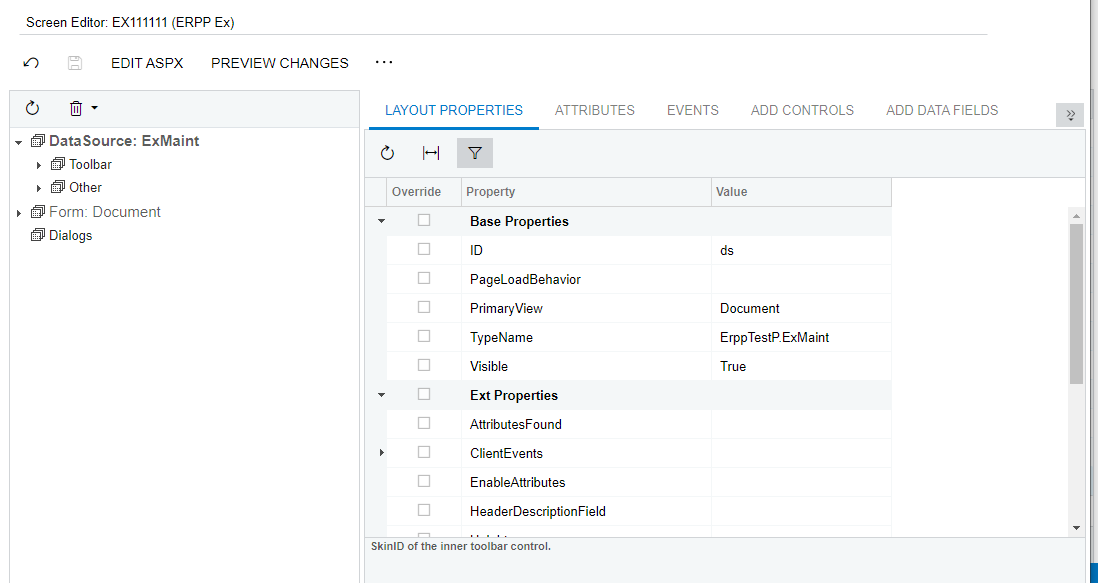 Screen Editor: EX111111 (ERPP Ex)
EDIT ASPX PREVIEW CHANGES ...
DataSource: ExMaint
Toolbar
Other
Form: Document
Dialogs
LAYOUT PROPERTIES ATTRIBUTES EVENTS ADD CONTROLS ADD DATA FIELDS
Override Property Value
Base Properties
ID ds
PageLoadBehavior
PrimaryView Document
TypeName ErppTestP.ExMaint
Visible True
Ext Properties
AttributesFound
ClientEvents
EnableAttributes
HeaderDescriptionField
SkinID of the inner toolbar control.